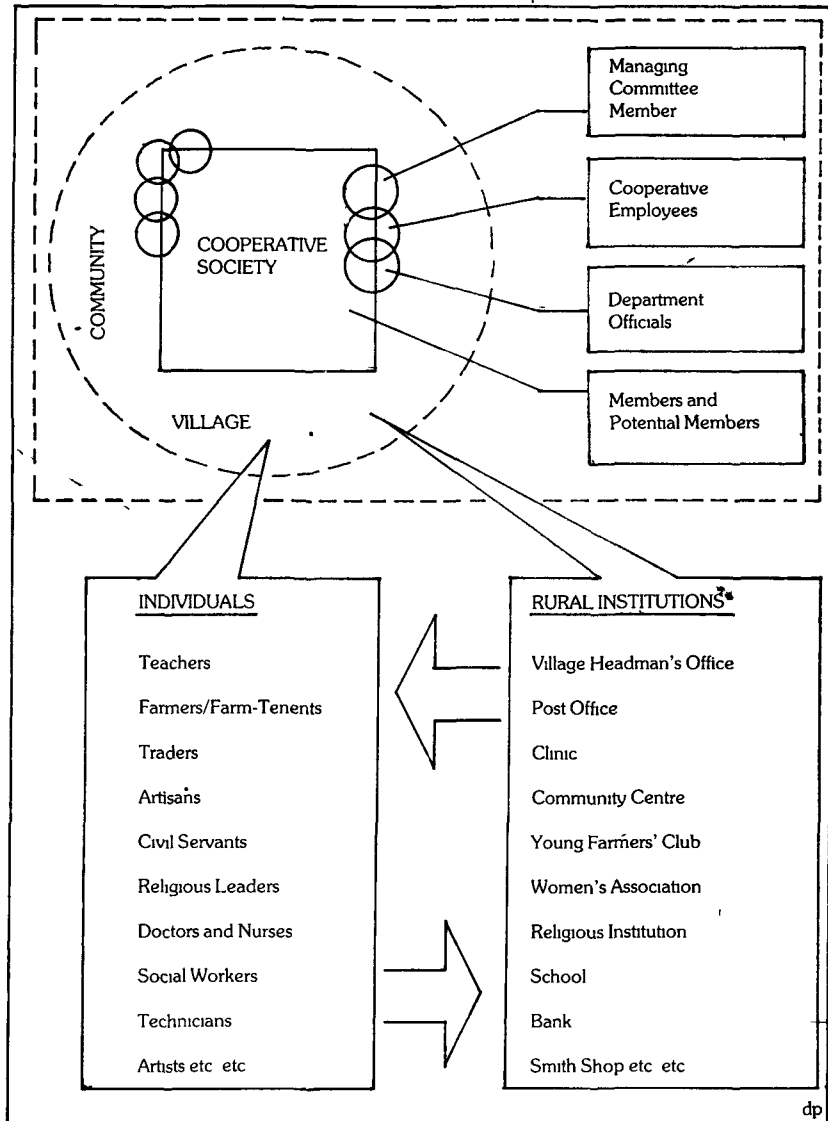 Managing
Committee
Member
Cooperative
Employees
Department
Officials
Members and
Potential Members
COMMUNITY
COOPERATIVE
SOCIETY
VILLAGE
INDIVIDUALS
Teachers
Farmers/Farm-Tenents
Traders
Artisans
Civil Servants
Religious Leaders
Doctors and Nurses
Social Workers
Technicians
Artists etc etc
RURAL INSTITUTIONS
Village Headman's Office
Post Office
Clinic
Community Centre
Young Farmers' Club
Women's Association
Religious Institution
School
Bank
Smith Shop etc etc
dp